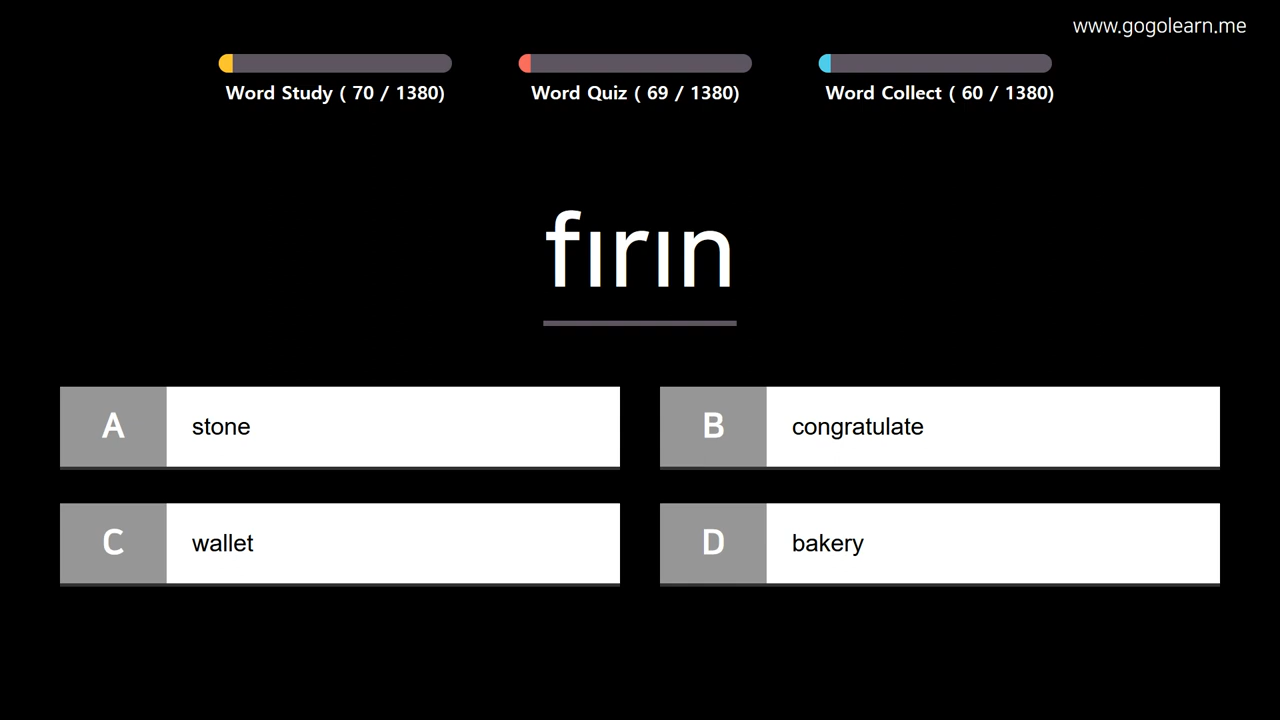 www.gogolearn.me
Word Study ( 70 / 1380)
Word Quiz ( 69 / 1380)
Word Collect ( 60 / 1380)
fırın
A stone
B congratulate
C wallet
D bakery